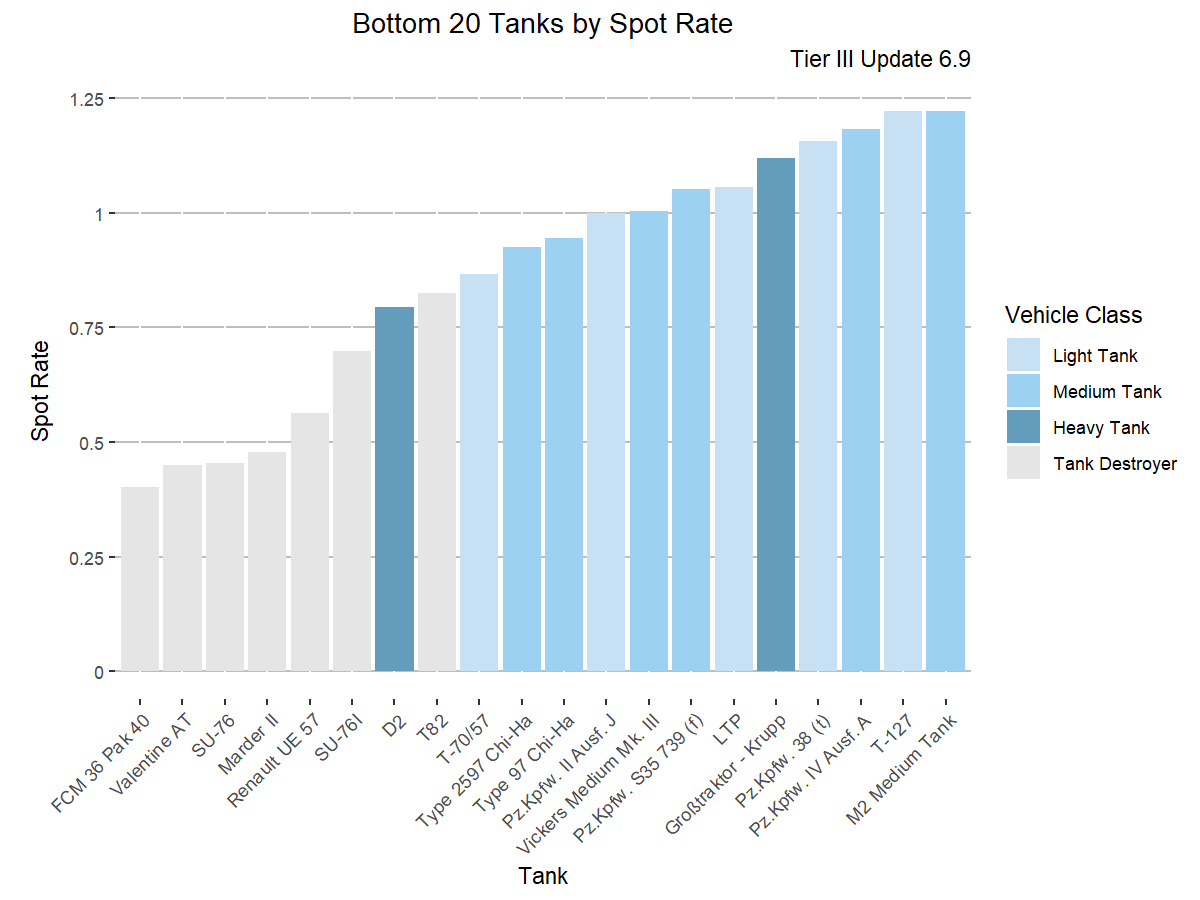 Bottom 20 Tanks by Spot Rate
Tier III Update 6.9
1.25
1
0.75
0.5
0.25
0
Spot Rate
FCM 36 Pak 40
Valentine AT
SU-76
Marder II
Renault UE 57
SU-76I
D2
T82
T-70/57
Type 2597 Chi-Ha
Type 97 Chi-Ha
Pz.Kpfw. II Ausf. J
Vickers Medium Mk. III
Pz.Kpfw. S35 739 (f)
LTP
Großtraktor - Krupp
Pz.Kpfw. 38 (t)
Pz.Kpfw. IV Ausf. A
T-127
M2 Medium Tank
Tank
Vehicle Class
Light Tank
Medium Tank
Heavy Tank
Tank Destroyer